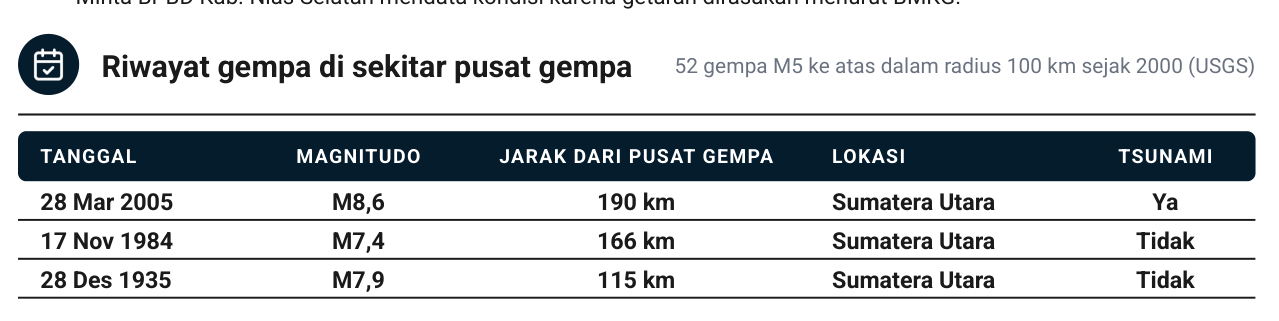 Riwayat gempa di sekitar pusat gempa 52 gempa M5 ke atas dalam radius 100 km sejak 2000 (USGS)
TANGGAL MAGNITUDO JARAK DARI PUSAT GEMPA LOKASI TSUNAMI
28 Mar 2005 M8,6 190 km Sumatera Utara Ya
17 Nov 1984 M7,4 166 km Sumatera Utara Tidak
28 Des 1935 M7,9 115 km Sumatera Utara Tidak